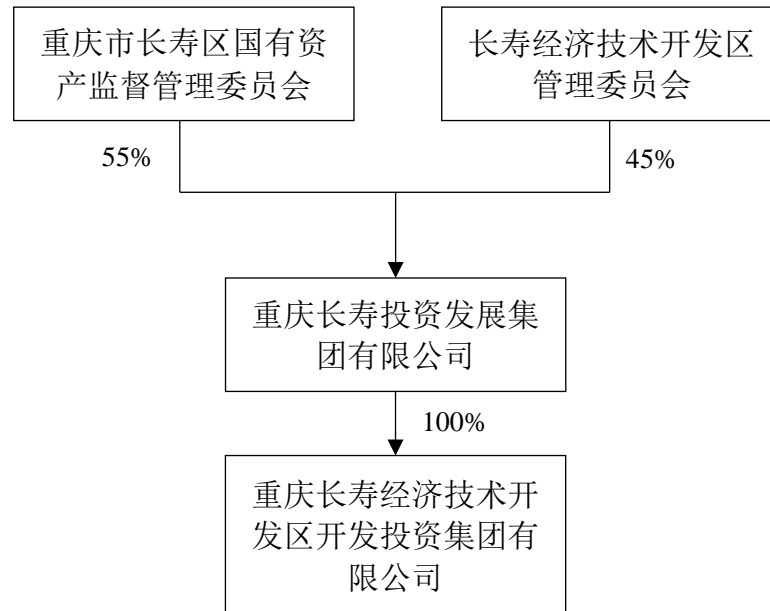 重庆市长寿区国有资
产监督管理委员会
长寿经济技术开发区
管理委员会
55%
45%
重庆长寿投资发展集
团有限公司
100%
重庆长寿经济技术开
发区开发投资集团有
限公司